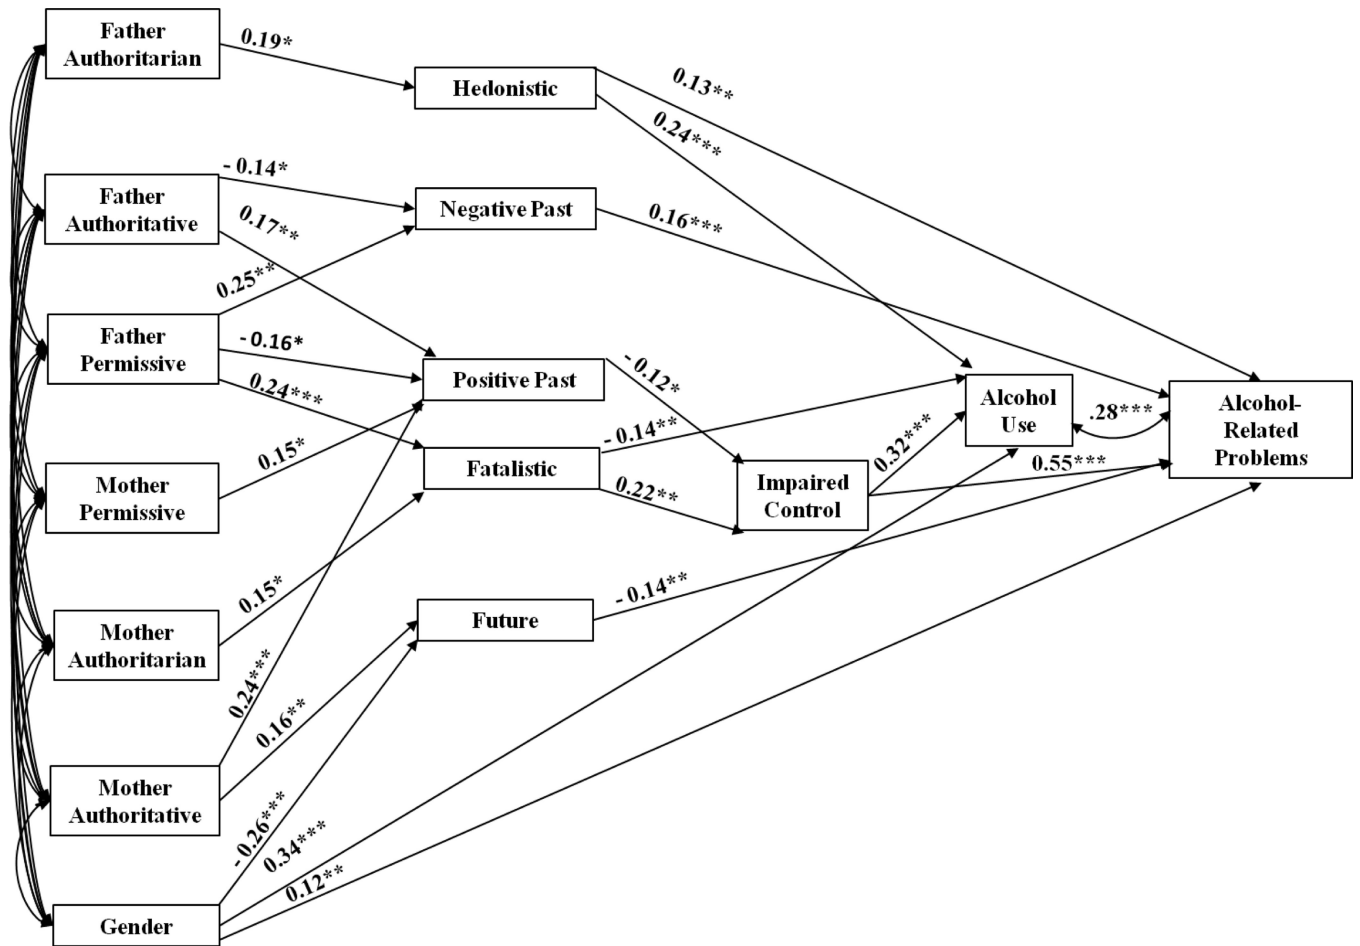 Father
Authoritarian
0.19*
Hedonistic
0.13**
0.24***
Father
Authoritative
- 0.14*
0.17**
Negative Past
0.16***
0.25**
Father
Permissive
- 0.16*
0.24***
Positive Past
- 0.12*
Alcohol
Use
.28***
Alcohol-
Related
Problems
- 0.14**
0.32***
0.15*
Fatalistic
0.22**
Impaired
Control
0.55***
Mother
Permissive
0.15*
- 0.14**
Future
Mother
Authoritarian
0.24***
0.16**
Mother
Authoritative
- 0.26***
0.34***
0.12**
Gender